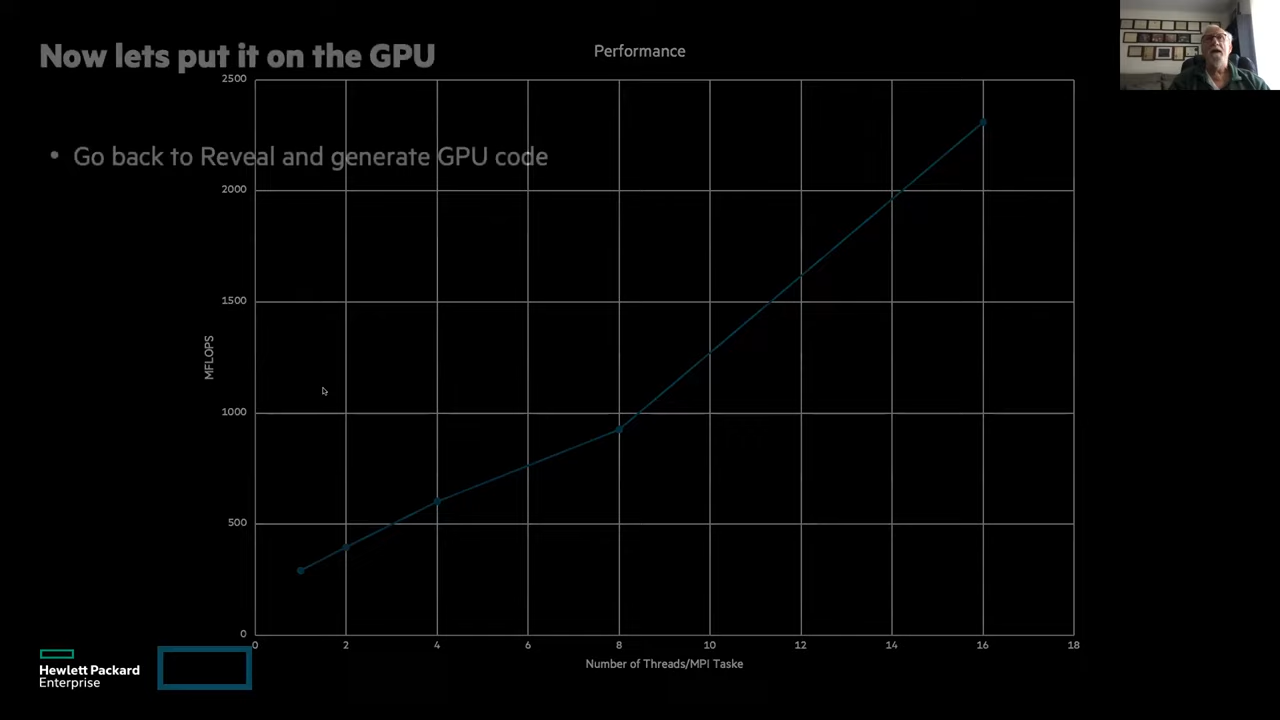 Now lets put it on the GPU
Performance
• Go back to Reveal and generate GPU code
2500
2000
1500
1000
500
0
MFLOPS
0 2 4 6 8 10 12 14 16 18
Number of Threads/MPI Taske
Hewlett Packard
Enterprise